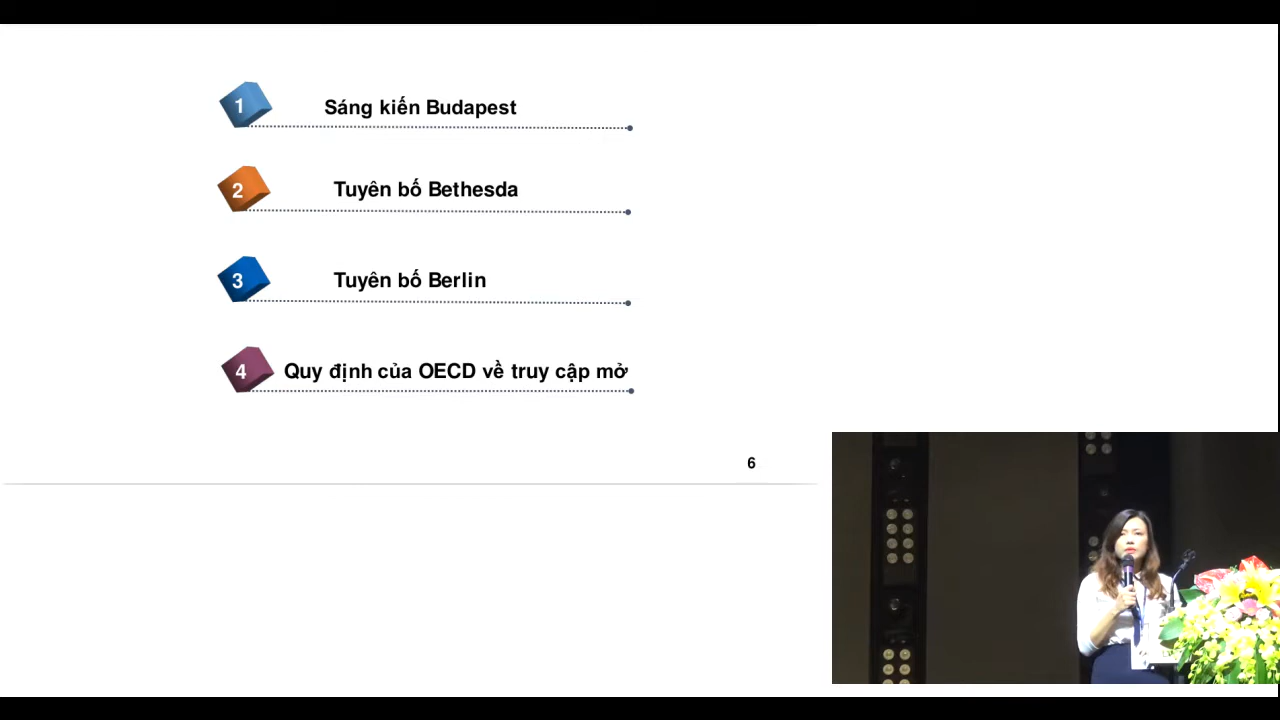 1 Sáng kiến Budapest
2 Tuyên bố Bethesda
3 Tuyên bố Berlin
4 Quy định của OECD về truy cập mở
6